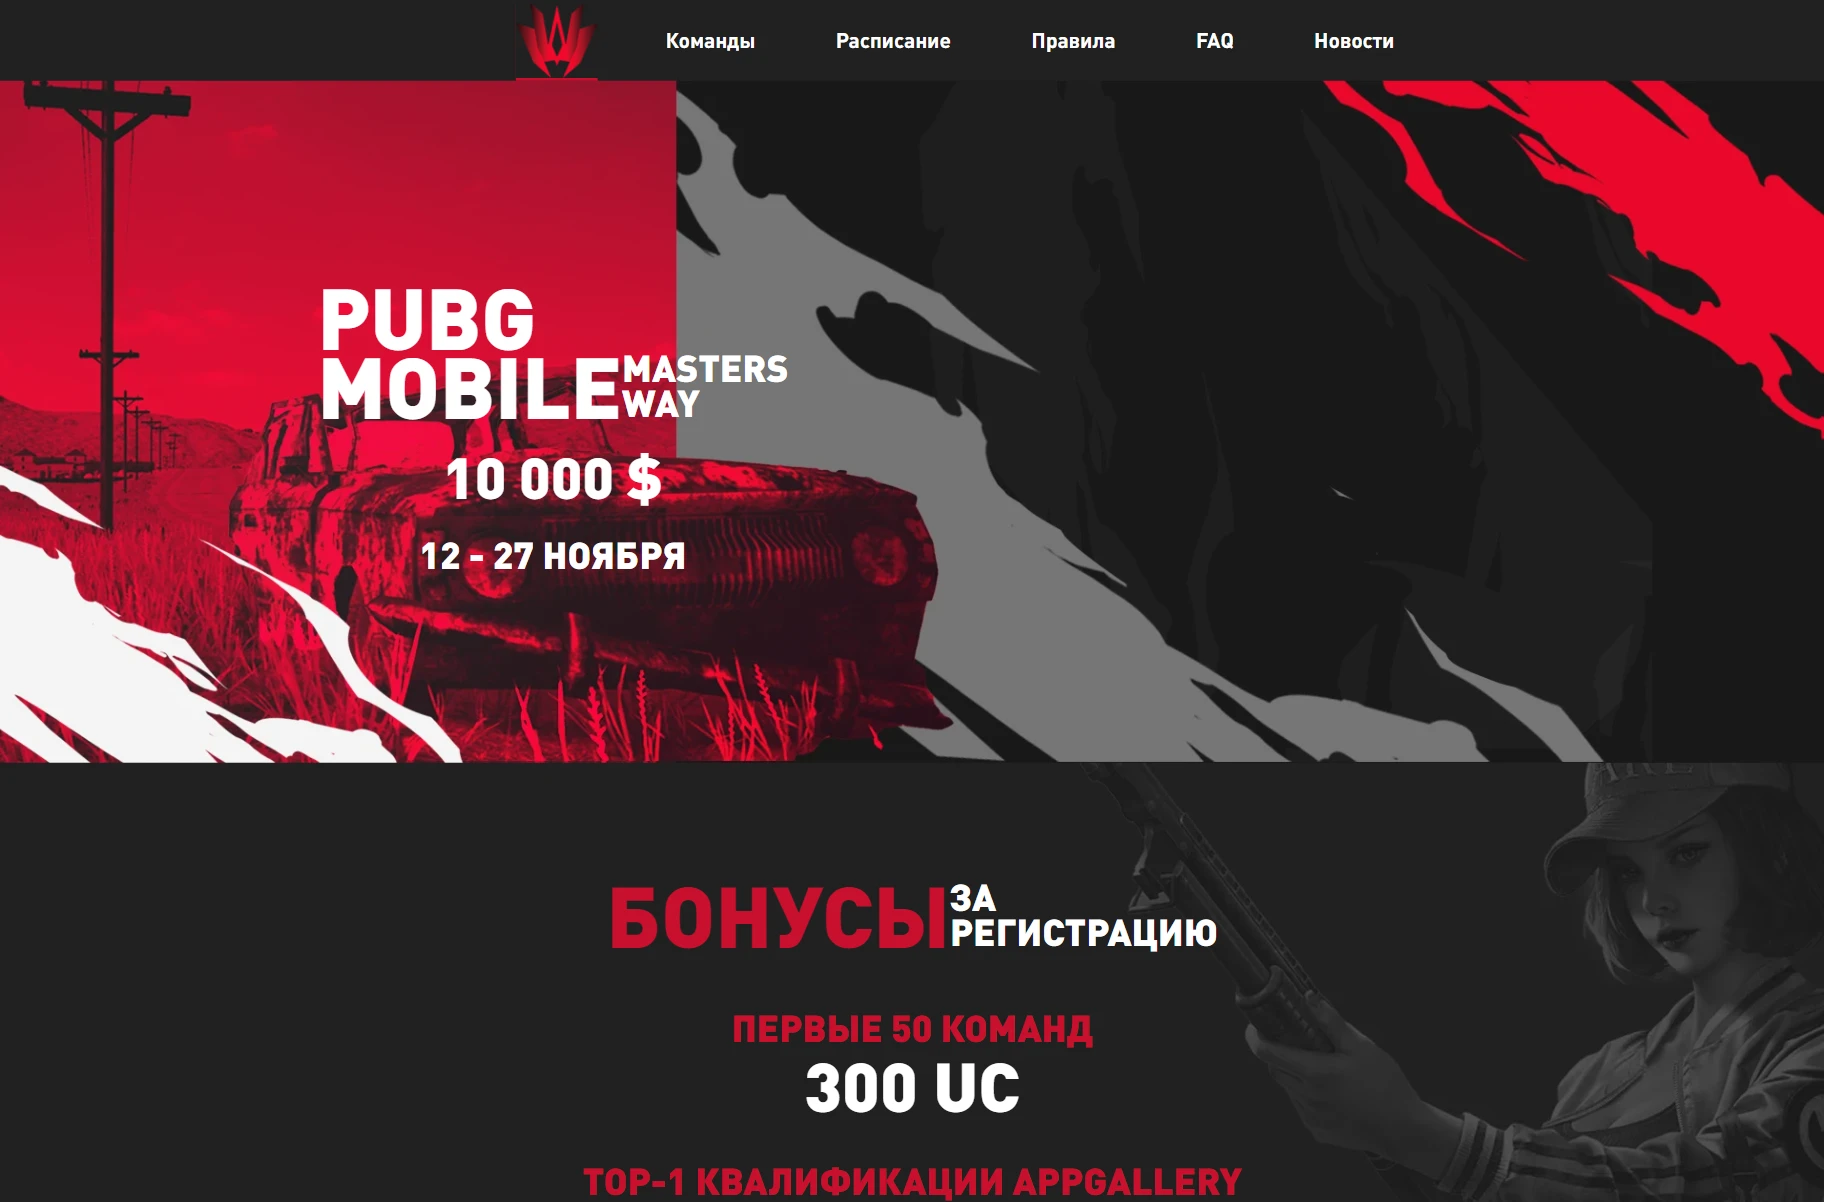 Команды
Расписание
Правила
FAQ
Новости
PUBG
MOBILE
MASTERS
WAY
10 000 $
12 - 27 НОЯБРЯ
БОНУСЫ
ЗА
РЕГИСТРАЦИЮ
ПЕРВЫЕ 50 КОМАНД
300 UC
TOP-1 КВАЛИФИКАЦИИ APPGALLERY